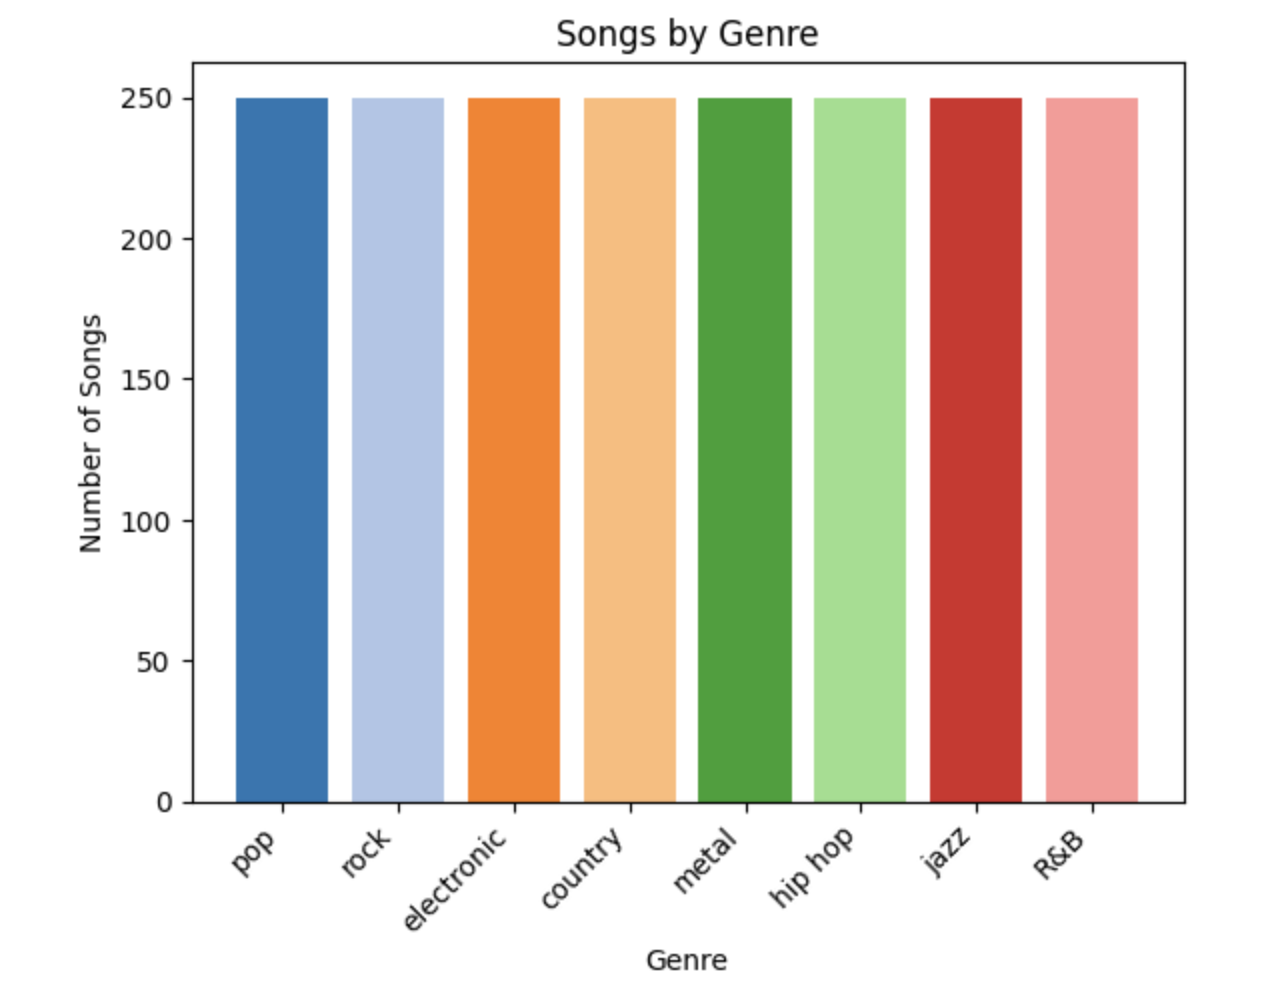 Songs by Genre
Number of Songs
250
200
150
100
50
0
pop
rock
electronic
country
metal
hip hop
jazz
R&B
Genre